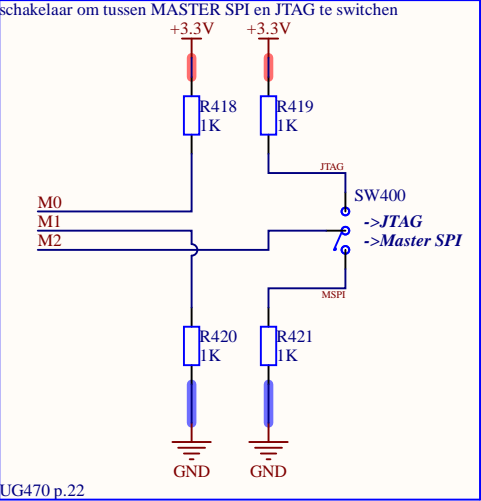 schakelaar om tussen MASTER SPI en JTAG te switchen
+3.3V
+3.3V
R418
1K
R419
1K
JTAG
SW400
M0
M1
M2
->JTAG
->Master SPI
MSPI
R420
1K
R421
1K
GND
GND
UG470 p.22